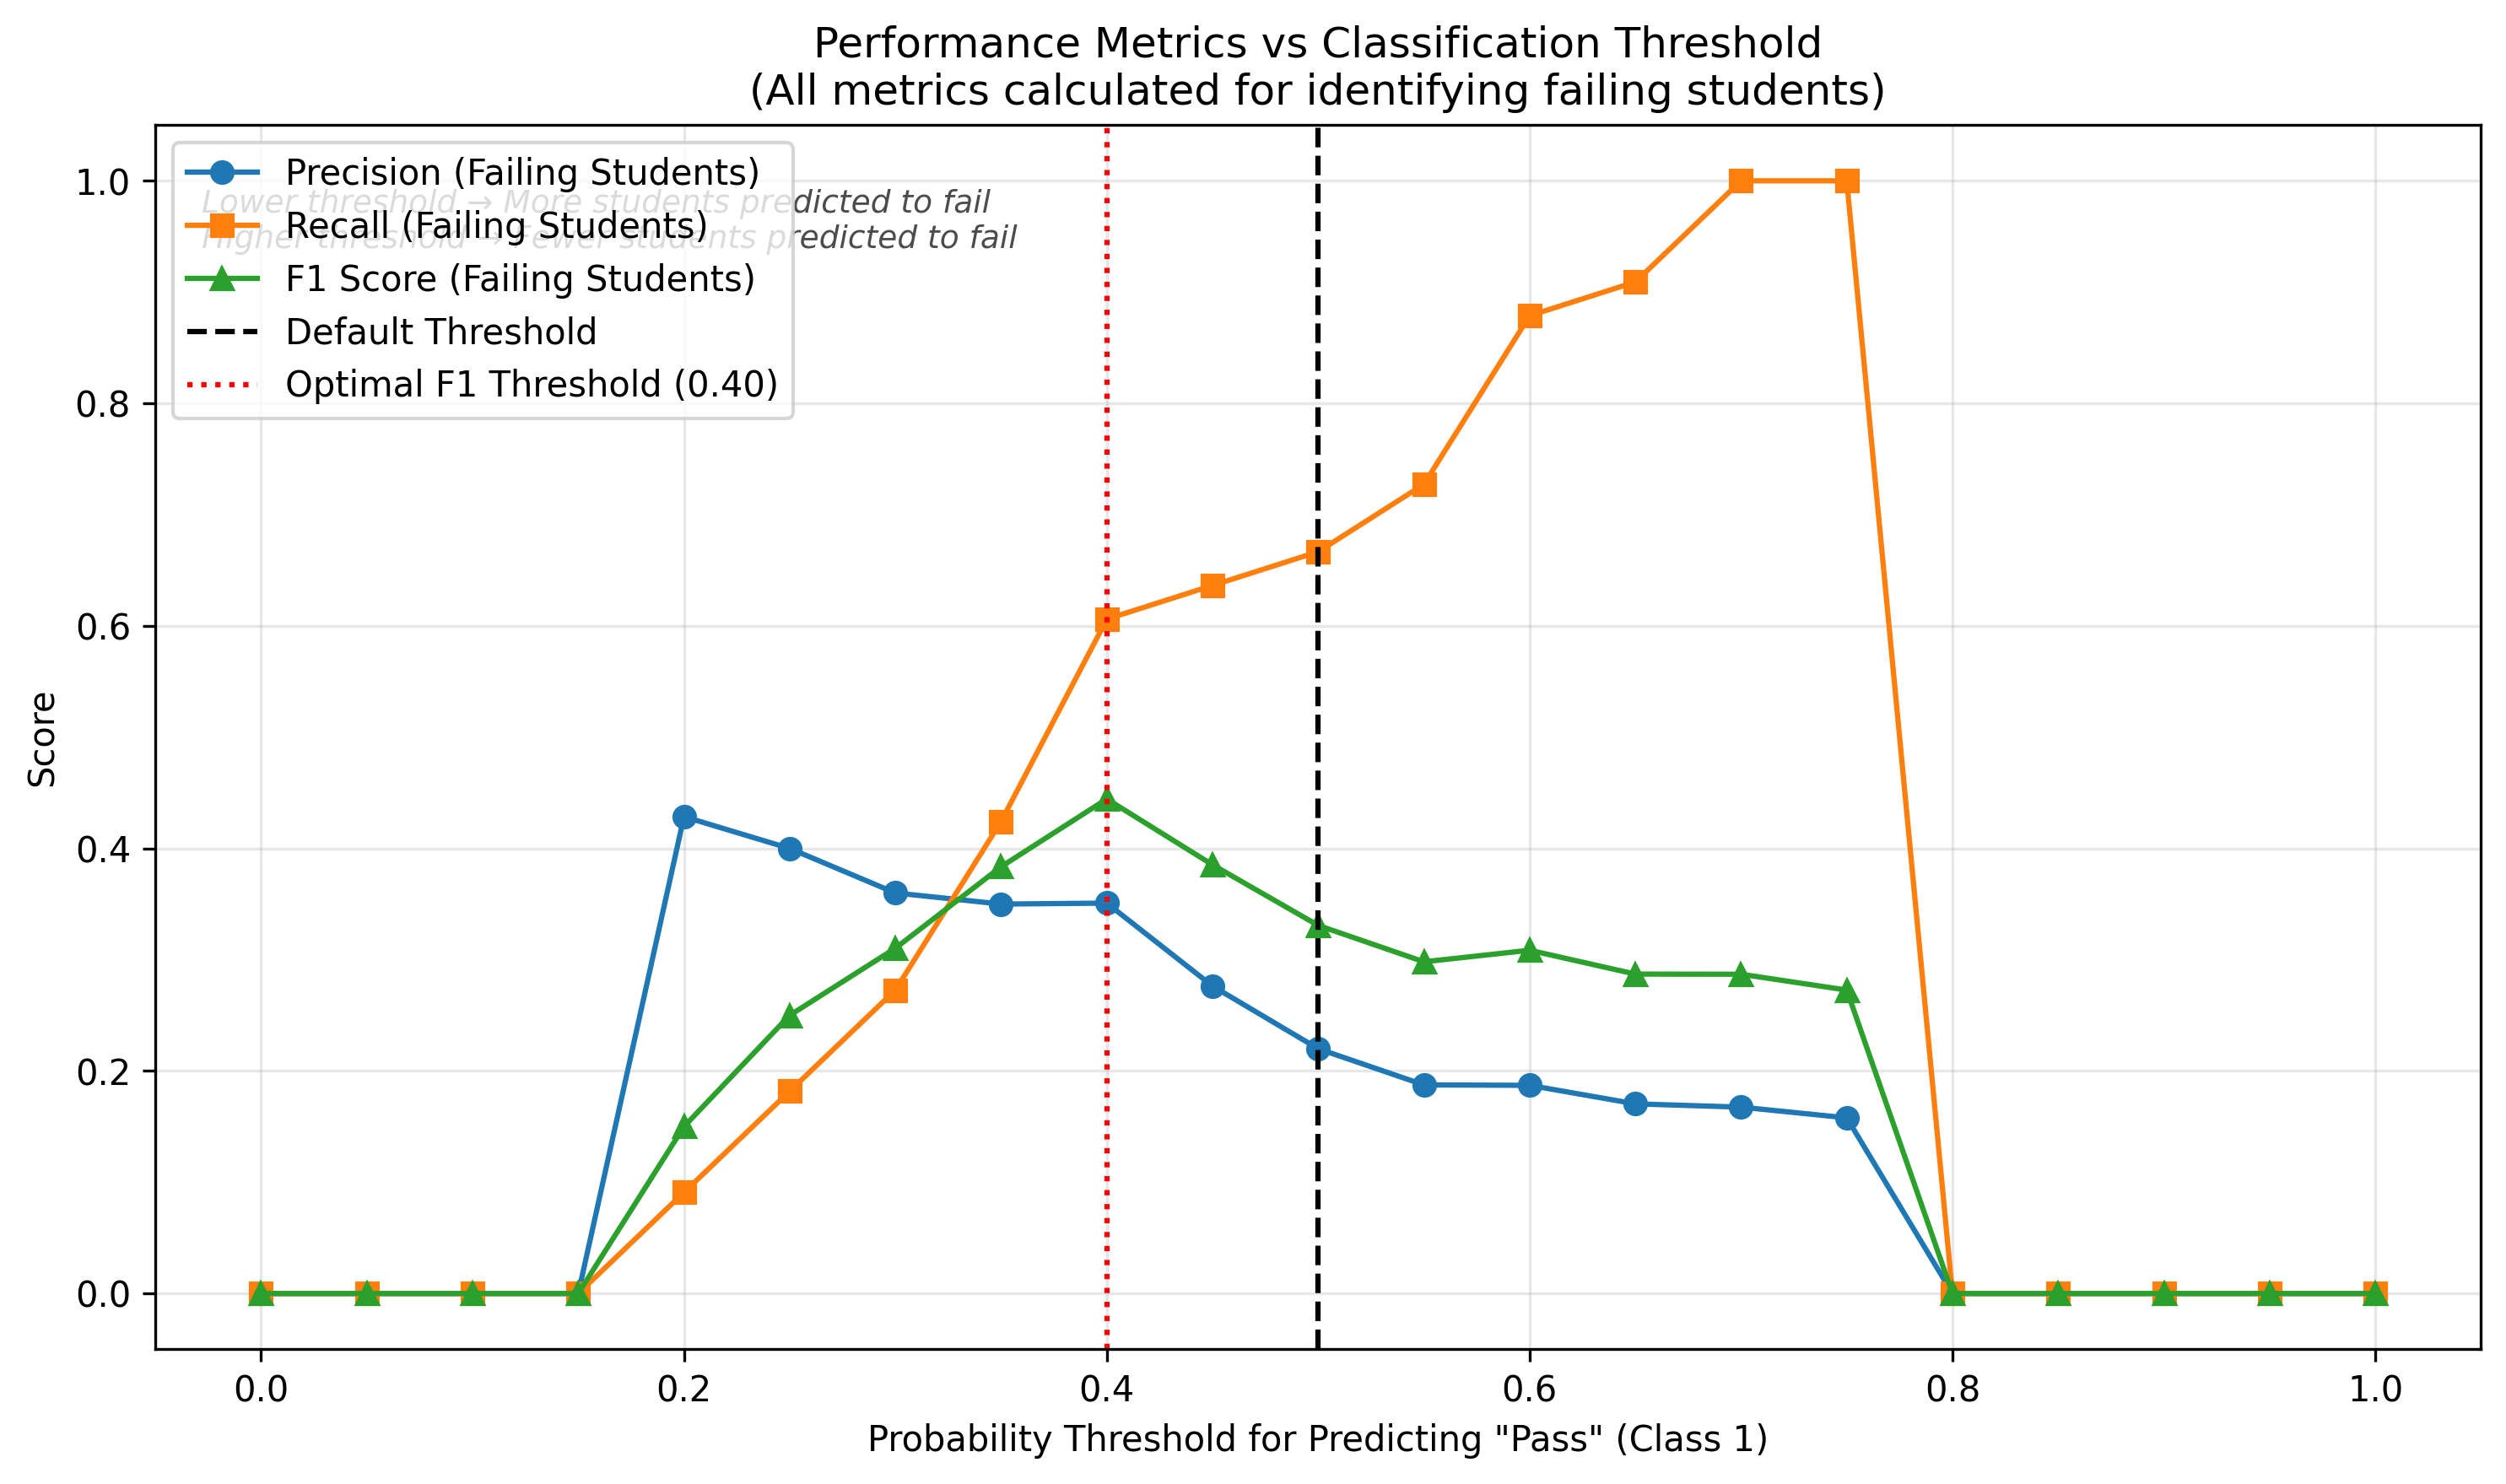 Performance Metrics vs Classification Threshold
(All metrics calculated for identifying failing students)
Precision (Failing Students)
Lower threshold → More students predicted to fail
Recall (Failing Students)
Higher threshold → Fewer students predicted to fail
F1 Score (Failing Students)
Default Threshold
Optimal F1 Threshold (0.40)
1.0
0.8
0.6
0.4
0.2
0.0
Score
0.0 0.2 0.4 0.6 0.8 1.0
Probability Threshold for Predicting "Pass" (Class 1)